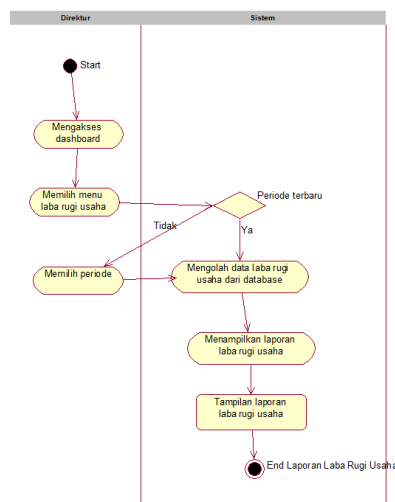 Direktur
Sistem
Start
Mengakses
dashboard
Memilih menu
laba rugi usaha
Periode terbaru
Tidak
Ya
Memilih periode
Mengolah data laba rugi
usaha dari database
Menampilkan laporan
laba rugi usaha
Tampilan laporan
laba rugi usaha
End Laporan Laba Rugi Usaha